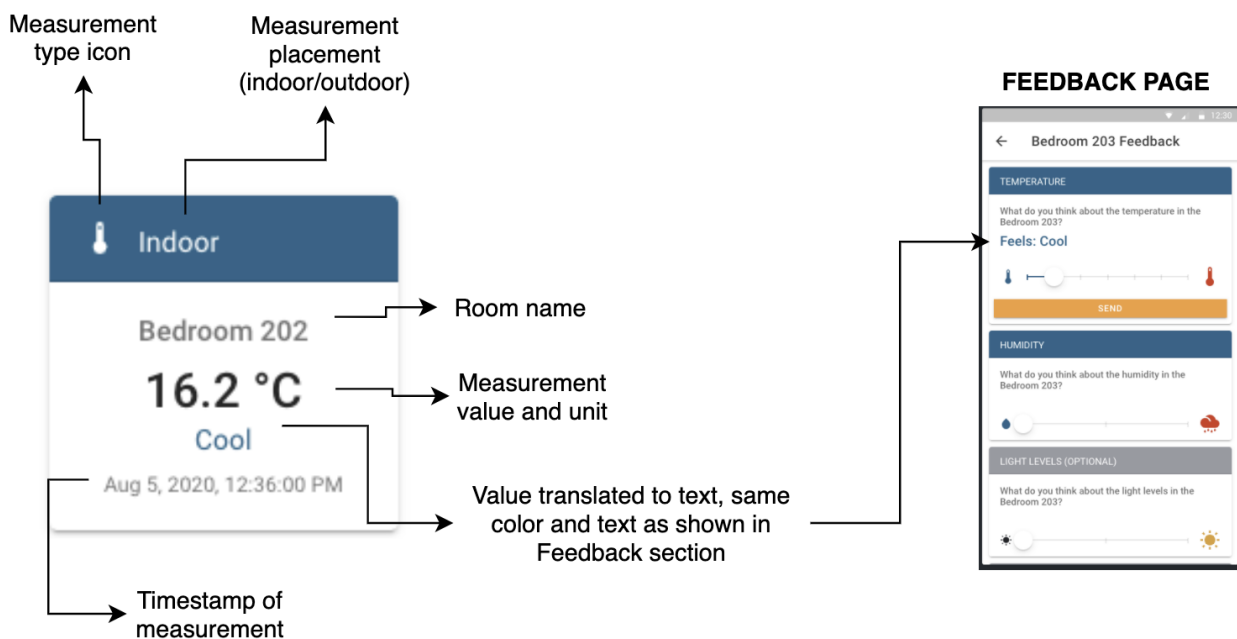 Measurement
type icon
Measurement
placement
(indoor/outdoor)
Indoor
Bedroom 202
16.2 °C
Cool
Aug 5, 2020, 12:36:00 PM
Room name
Measurement
value and unit
Value translated to text, same
color and text as shown in
Feedback section
Timestamp of
measurement
FEEDBACK PAGE
12.30
Bedroom 203 Feedback
TEMPERATURE
What do you think about the temperature in the
Bedroom 203?
Feels: Cool
SEND
HUMIDITY
What do you think about the humidity in the
Bedroom 203?
LIGHT LEVELS (OPTIONAL)
What do you think about the light levels in the
Bedroom 203?